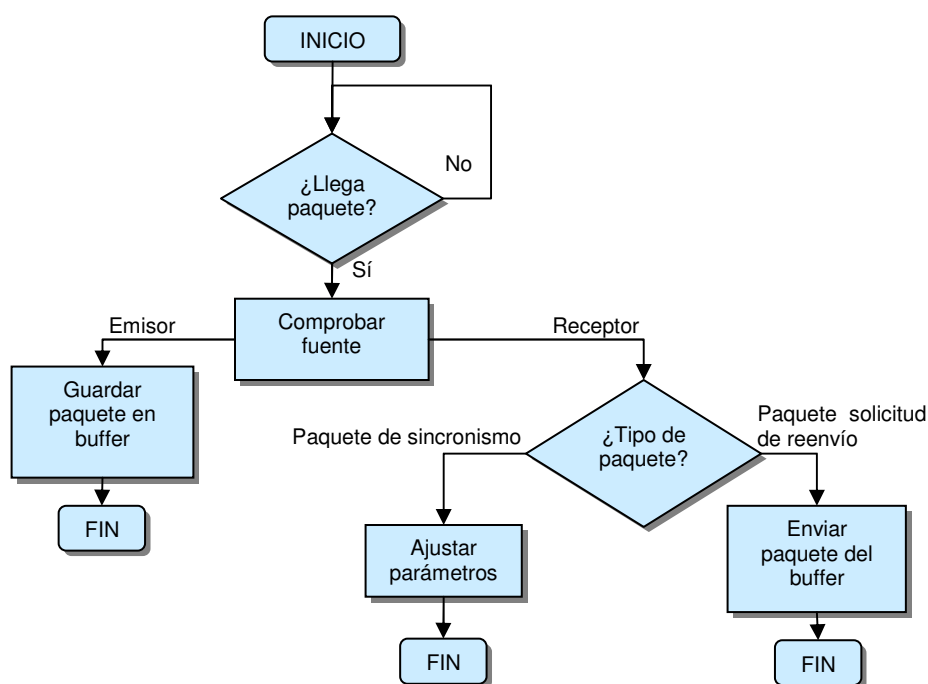 INICIO
No
¿Llega
paquete?
Sí
Emisor
Comprobar
fuente
Receptor
Guardar
paquete en
buffer
Paquete de sincronismo
¿Tipo de
paquete?
Paquete solicitud
de reenvío
FIN
Ajustar
parámetros
Enviar
paquete del
buffer
FIN
FIN